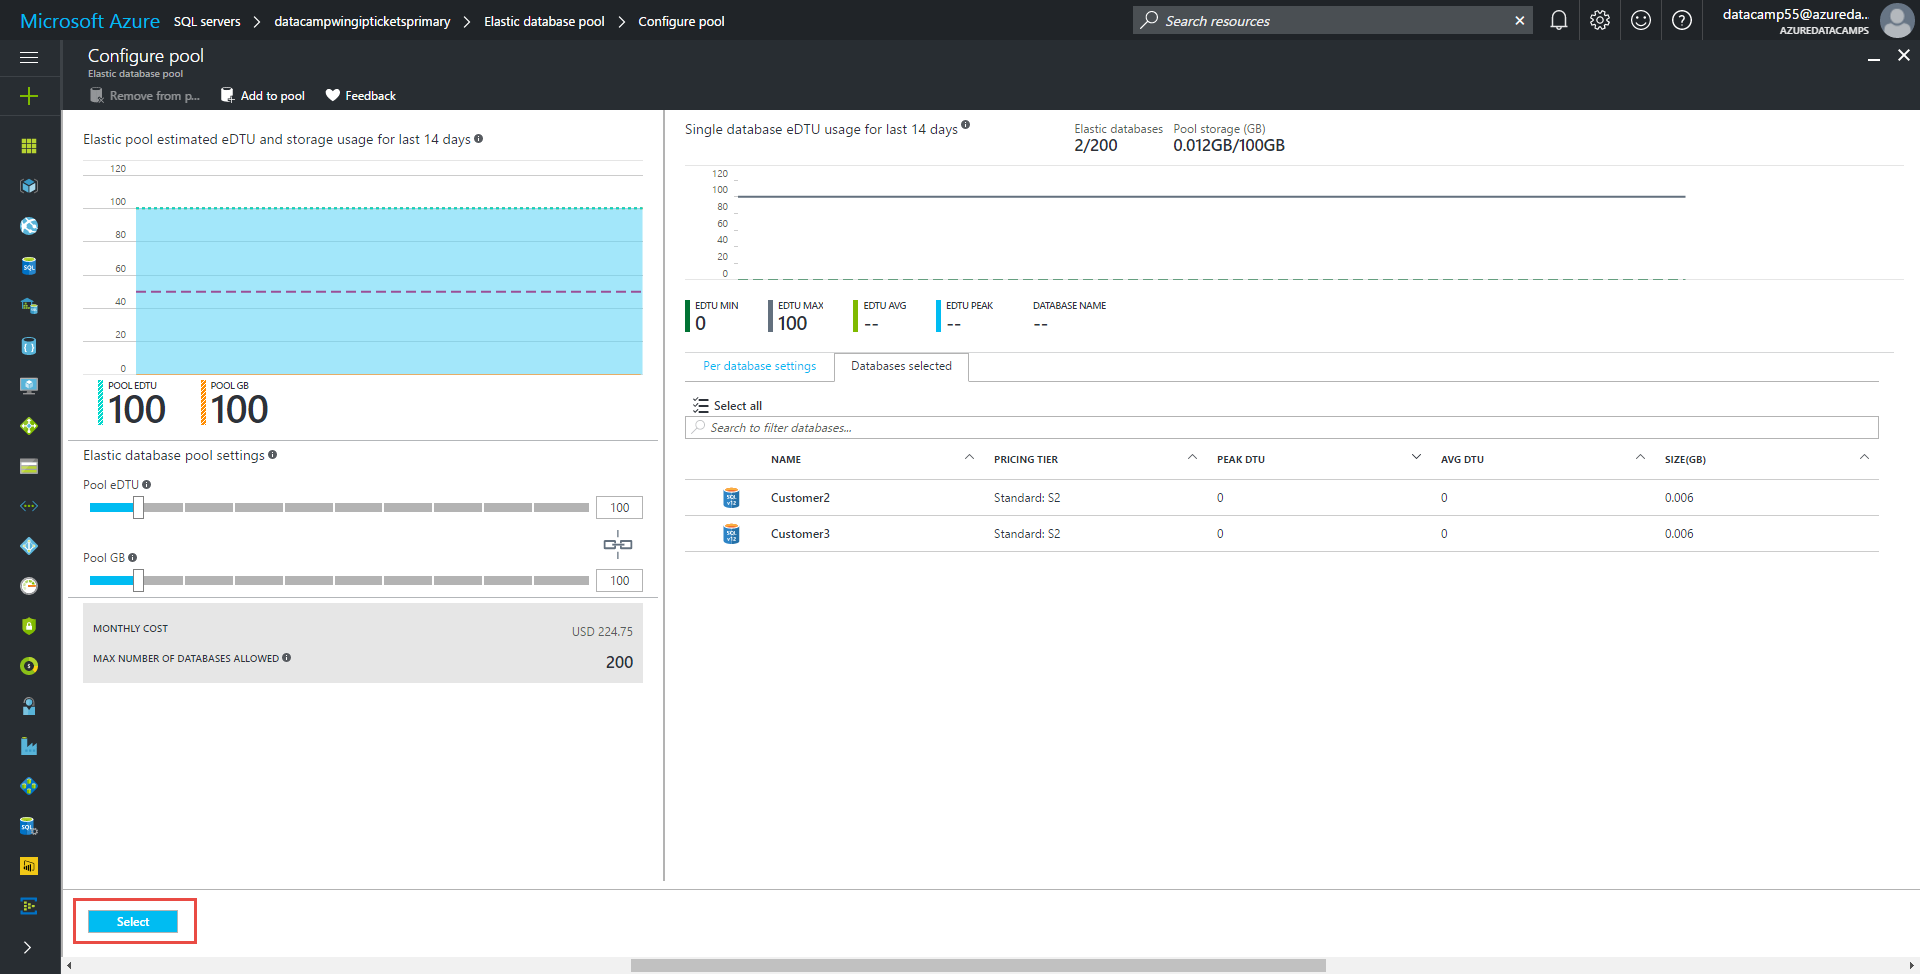 Microsoft Azure SQL servers > datacampwingipticketsprimary > Elastic database pool > Configure pool
Search resources
datacamp55@azureda...
AZUREDATACAMPS
Configure pool
Elastic database pool
Remove from p... Add to pool Feedback
Elastic pool estimated eDTU and storage usage for last 14 days
120
100
80
60
40
20
0
POOL EDTU
100
POOL GB
100
Elastic database pool settings
Pool eDTU
100
Pool GB
100
MONTHLY COST USD 224.75
MAX NUMBER OF DATABASES ALLOWED 200
Select
Single database eDTU usage for last 14 days
Elastic databases
2/200
Pool storage (GB)
0.012GB/100GB
120
100
80
60
40
20
0
EDTU MIN
0
EDTU MAX
100
EDTU AVG
--
EDTU PEAK
--
DATABASE NAME
--
Per database settings Databases selected
Select all
Search to filter databases...
NAME PRICING TIER PEAK DTU AVG DTU SIZE(GB)
Customer2 Standard: S2 0 0 0.006
Customer3 Standard: S2 0 0 0.006